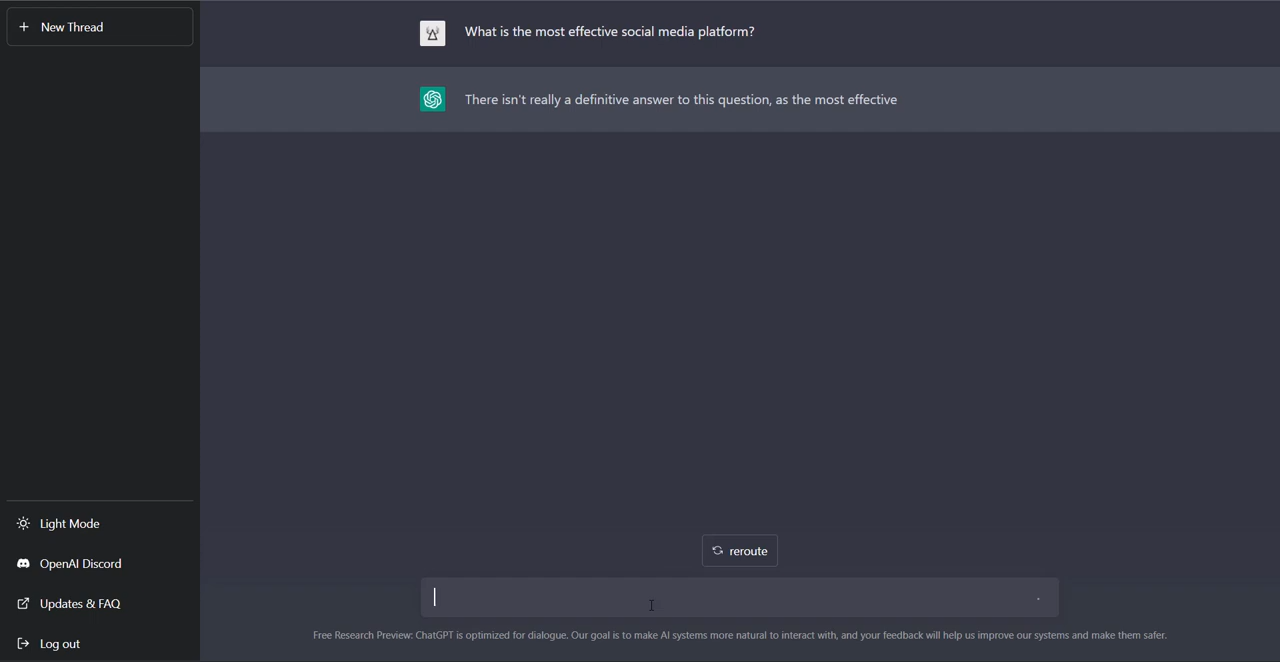 New Thread
What is the most effective social media platform?
There isn't really a definitive answer to this question, as the most effective
Light Mode
OpenAI Discord
Updates & FAQ
Log out
reroute
Free Research Preview: ChatGPT is optimized for dialogue. Our goal is to make AI systems more natural to interact with, and your feedback will help us improve our systems and make them safer.